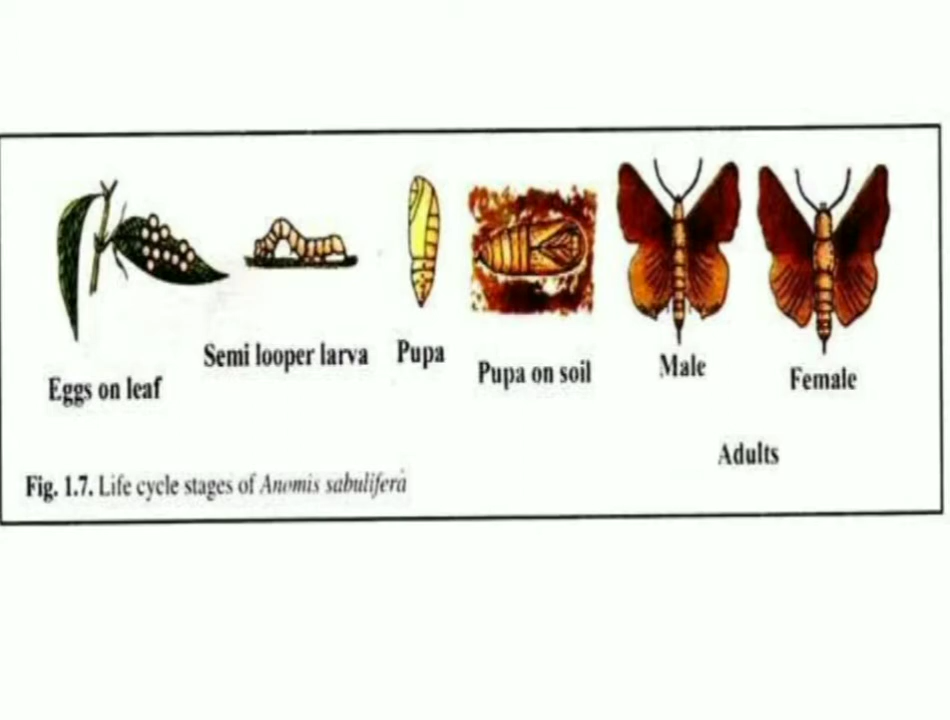 Eggs on leaf
Semi looper larva
Pupa
Pupa on soil
Male
Female
Adults
Fig. 1.7. Life cycle stages of Anomis sabulifera